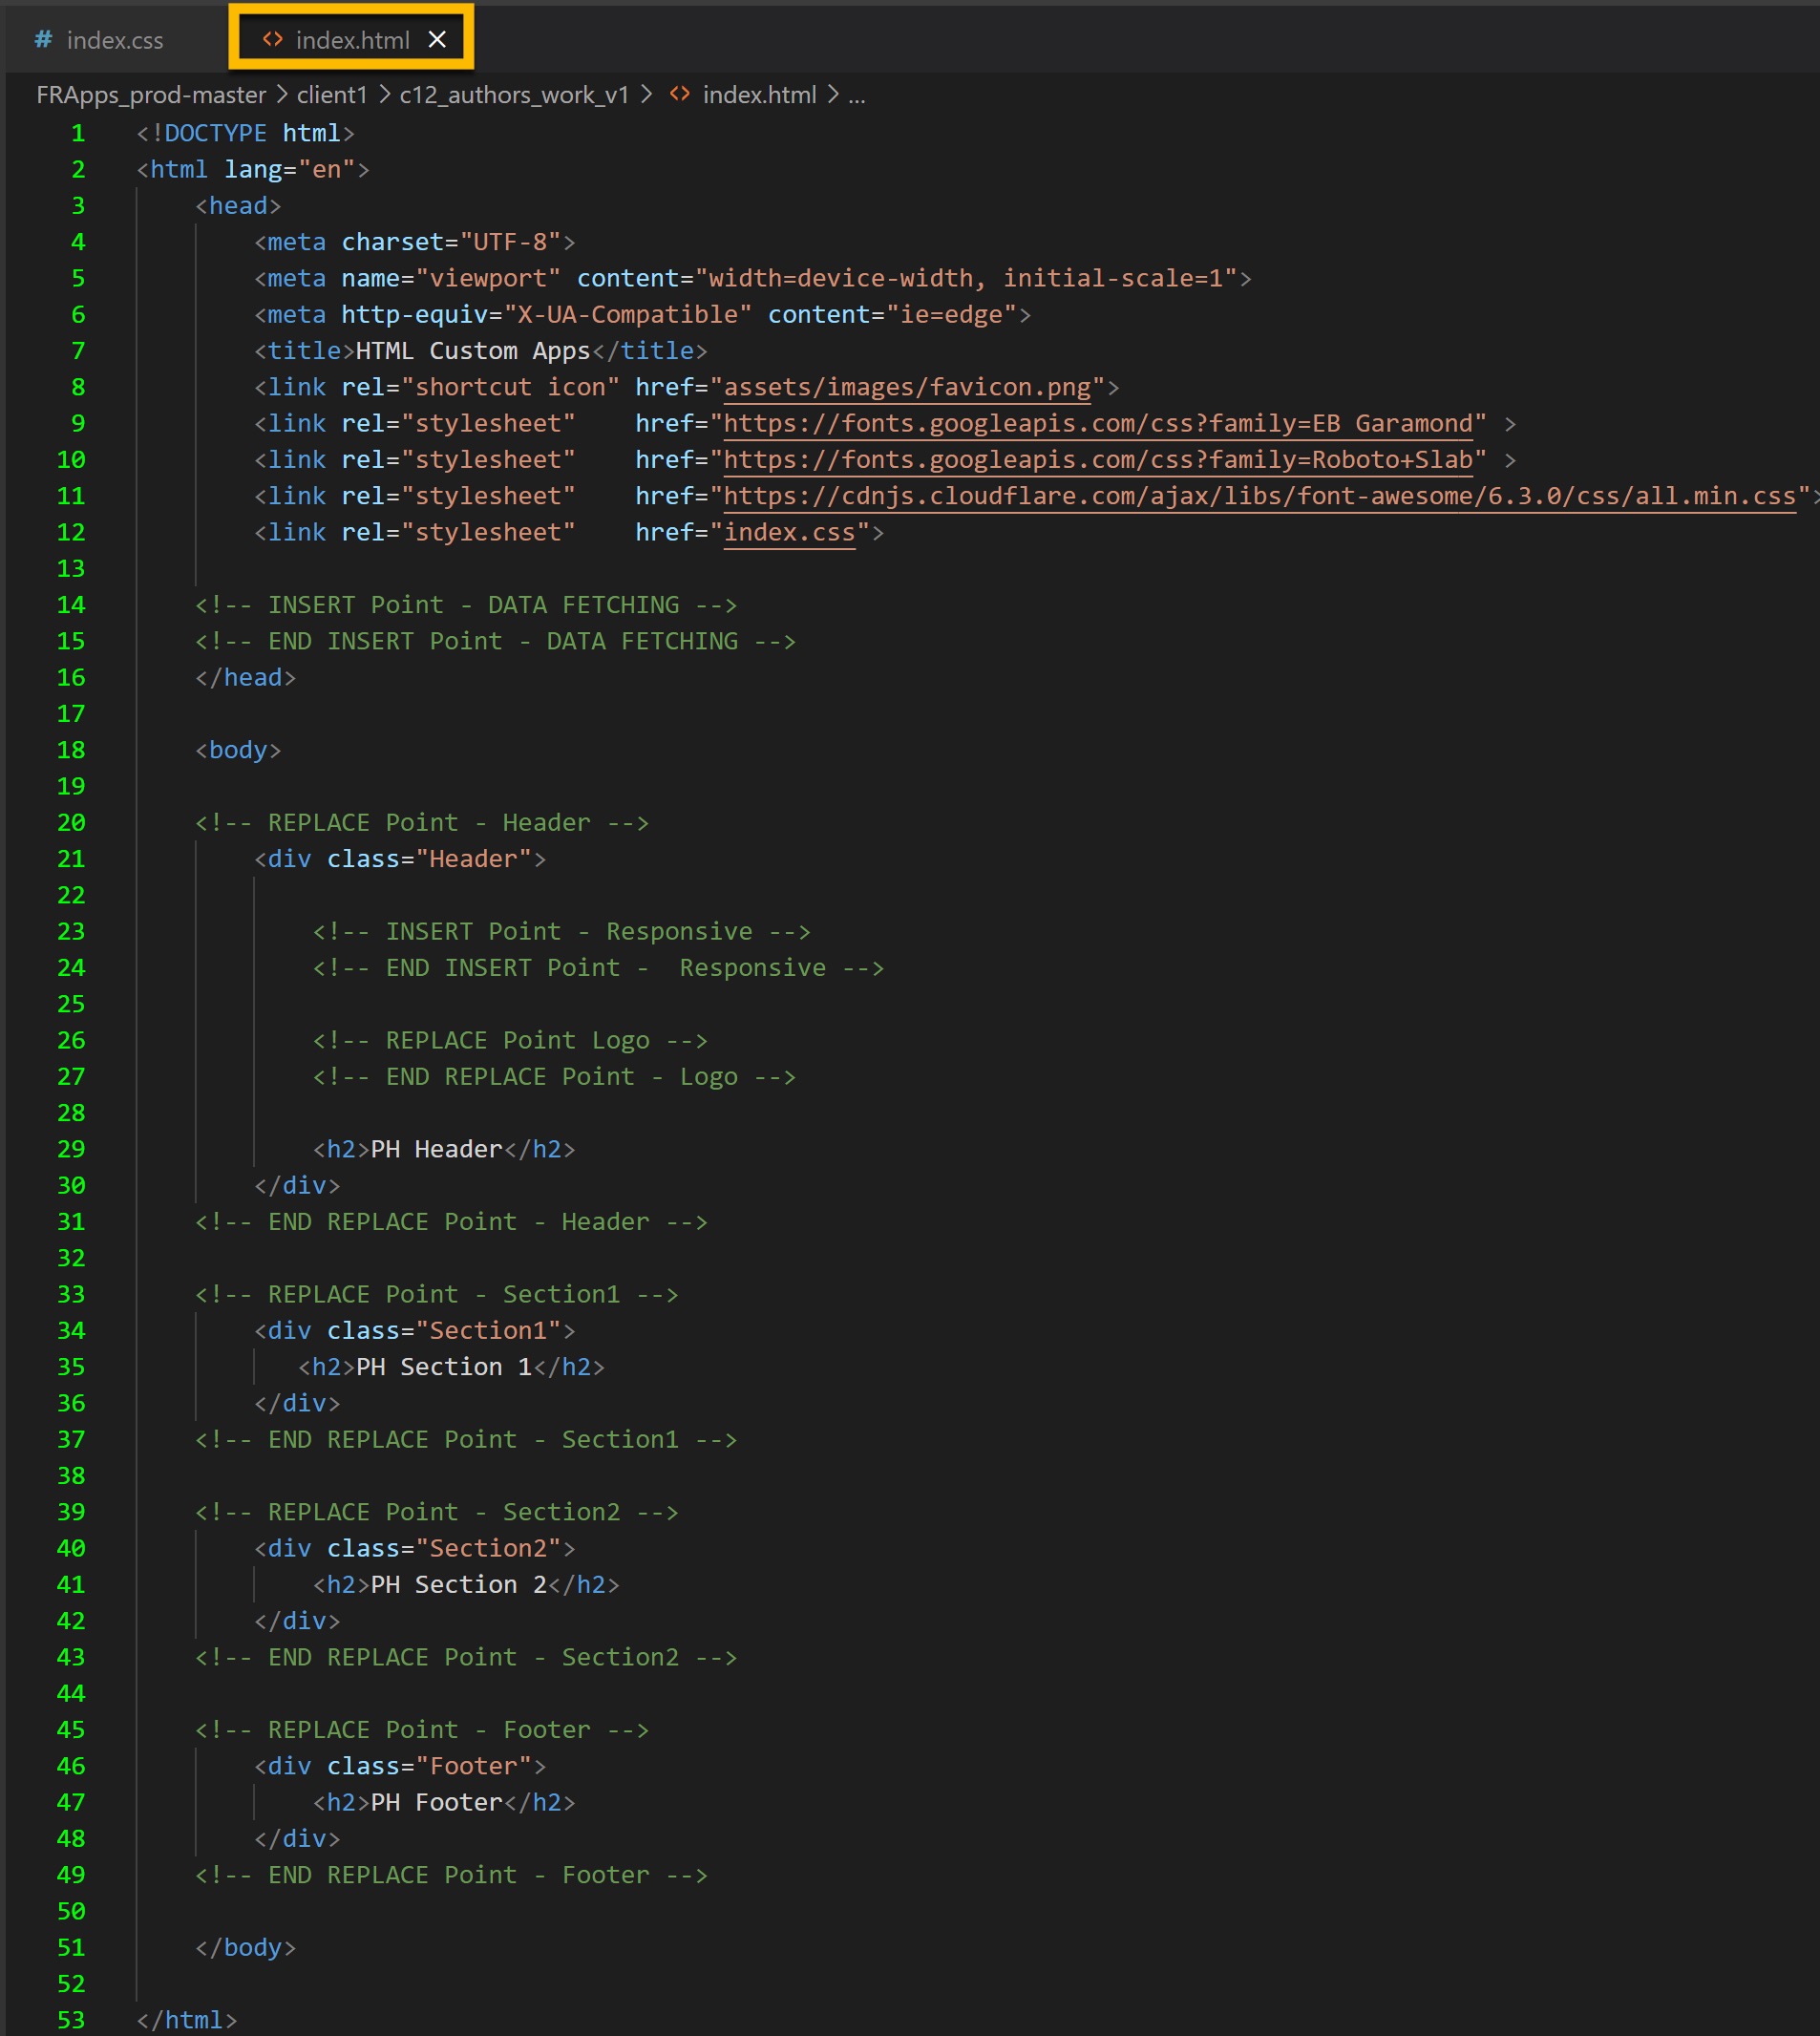 # index.css <> index.html ×
FRApps_prod-master > client1 > c12_authors_work_v1 > <> index.html > ...
1 <!DOCTYPE html>
2 <html lang="en">
3     <head>
4         <meta charset="UTF-8">
5         <meta name="viewport" content="width=device-width, initial-scale=1">
6         <meta http-equiv="X-UA-Compatible" content="ie=edge">
7         <title>HTML Custom Apps</title>
8         <link rel="shortcut icon" href="assets/images/favicon.png">
9         <link rel="stylesheet"    href="https://fonts.googleapis.com/css?family=EB Garamond" >
10         <link rel="stylesheet"    href="https://fonts.googleapis.com/css?family=Roboto+Slab" >
11         <link rel="stylesheet"    href="https://cdnjs.cloudflare.com/ajax/libs/font-awesome/6.3.0/css/all.min.css">
12         <link rel="stylesheet"    href="index.css">
13
14     <!-- INSERT Point - DATA FETCHING -->
15     <!-- END INSERT Point - DATA FETCHING -->
16     </head>
17
18     <body>
19
20     <!-- REPLACE Point - Header -->
21         <div class="Header">
22
23             <!-- INSERT Point - Responsive -->
24             <!-- END INSERT Point -  Responsive -->
25
26             <!-- REPLACE Point Logo -->
27             <!-- END REPLACE Point - Logo -->
28
29             <h2>PH Header</h2>
30         </div>
31     <!-- END REPLACE Point - Header -->
32
33     <!-- REPLACE Point - Section1 -->
34         <div class="Section1">
35            <h2>PH Section 1</h2>
36         </div>
37     <!-- END REPLACE Point - Section1 -->
38
39     <!-- REPLACE Point - Section2 -->
40         <div class="Section2">
41             <h2>PH Section 2</h2>
42         </div>
43     <!-- END REPLACE Point - Section2 -->
44
45     <!-- REPLACE Point - Footer -->
46         <div class="Footer">
47             <h2>PH Footer</h2>
48         </div>
49     <!-- END REPLACE Point - Footer -->
50
51     </body>
52
53 </html>